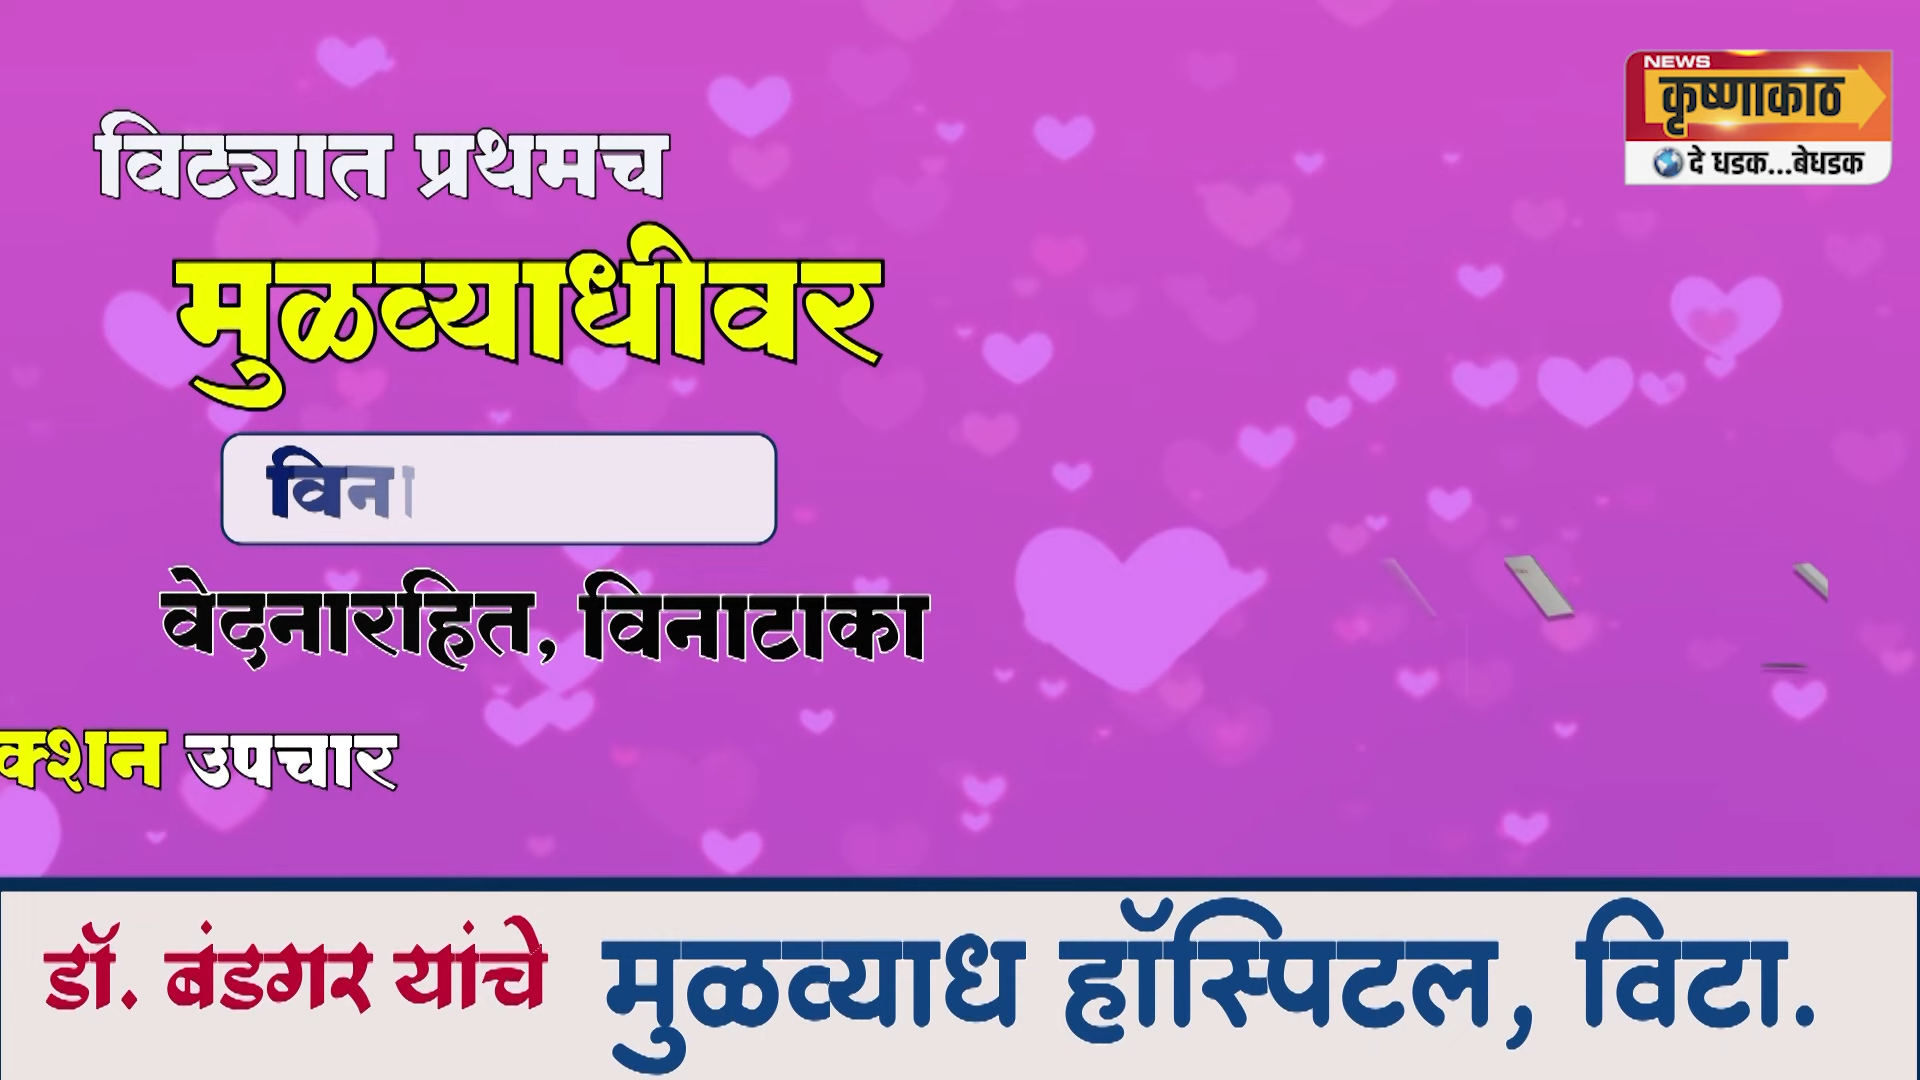 NEWS
कृष्णाकाठ
दे धडक...बेधडक
विट्यात प्रथमच
मुळव्याधीवर
विना
वेदनारहित, विनाटाका
क्शन उपचार
डॉ. बंडगर यांचे मुळव्याध हॉस्पिटल, विटा.